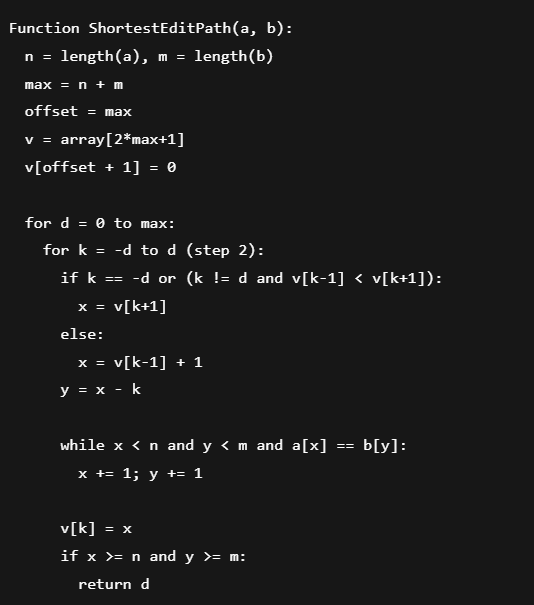 Function ShortestEditPath(a, b):
  n = length(a), m = length(b)
  max = n + m
  offset = max
  v = array[2*max+1]
  v[offset + 1] = 0

  for d = 0 to max:
    for k = -d to d (step 2):
      if k == -d or (k != d and v[k-1] < v[k+1]):
        x = v[k+1]
      else:
        x = v[k-1] + 1
      y = x - k

      while x < n and y < m and a[x] == b[y]:
        x += 1; y += 1

      v[k] = x
      if x >= n and y >= m:
        return d